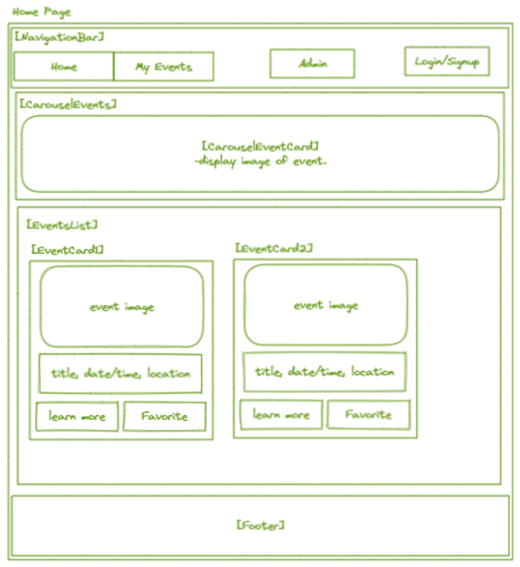 Home Page
[NavigationBar]
Home
My Events
Admin
Login/Signup
[CarouselEvents]
[CarouselEventCard]
-display image of event.
[EventsList]
[EventCard1]
[EventCard2]
event image
event image
title, date/time, location
title, date/time, location
learn more
Favorite
learn more
Favorite
[Footer]